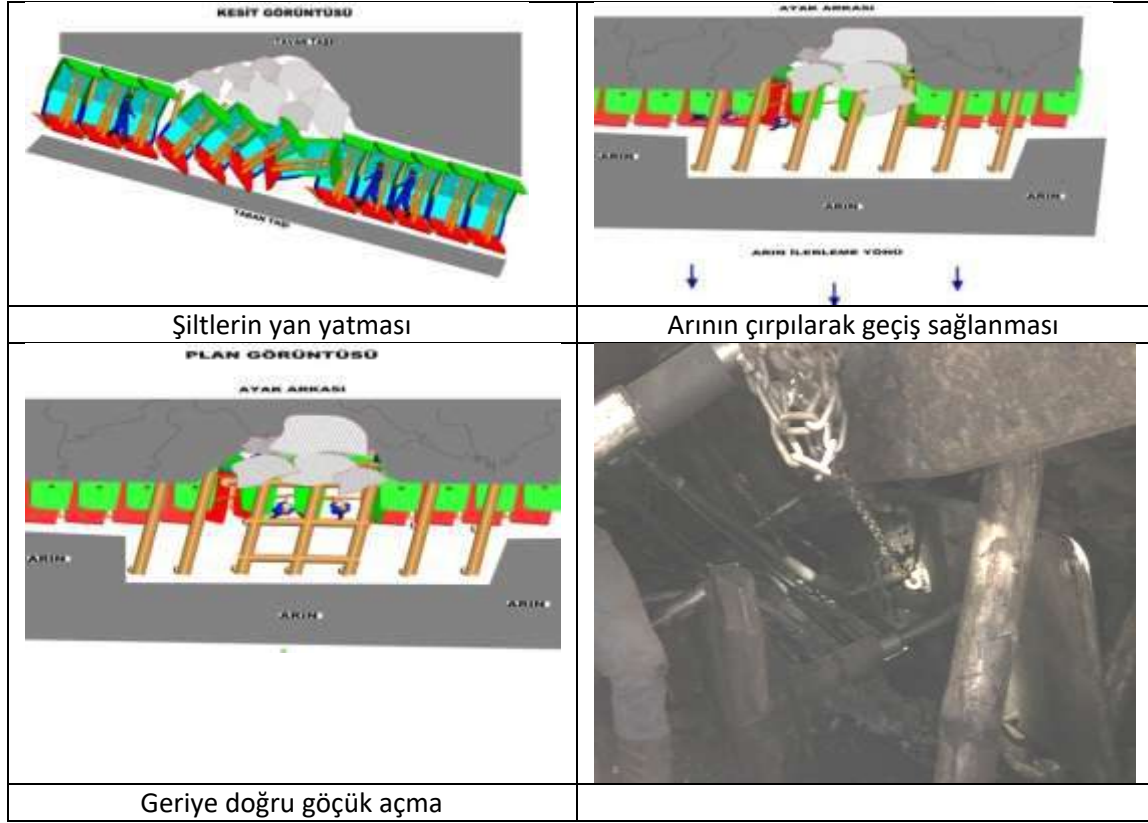 KESİT GÖRÜNTÜSÜ
TAVAN TAŞI
TABAN TAŞI
AYAK ARKASI
ARIN
ARIN
ARIN
ARIN İLERLEME YÖNÜ
Şiltlerin yan yatması
Arının çırpılarak geçiş sağlanması
PLAN GÖRÜNTÜSÜ
AYAK ARKASI
ARIN
ARIN
ARIN
Geriye doğru göçük açma